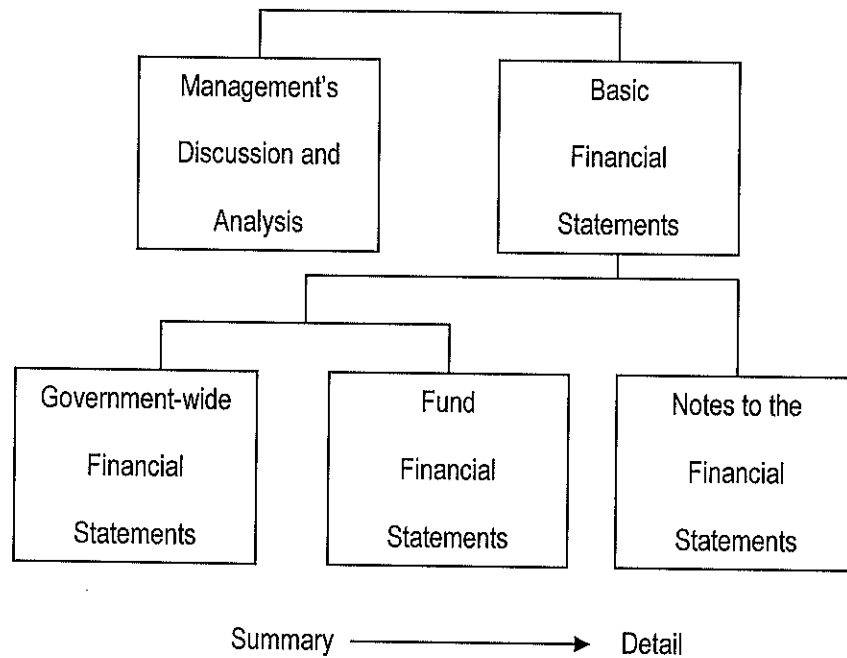 Management's
Discussion and
Analysis
Basic
Financial
Statements
Government-wide
Financial
Statements
Fund
Financial
Statements
Notes to the
Financial
Statements
Summary
Detail